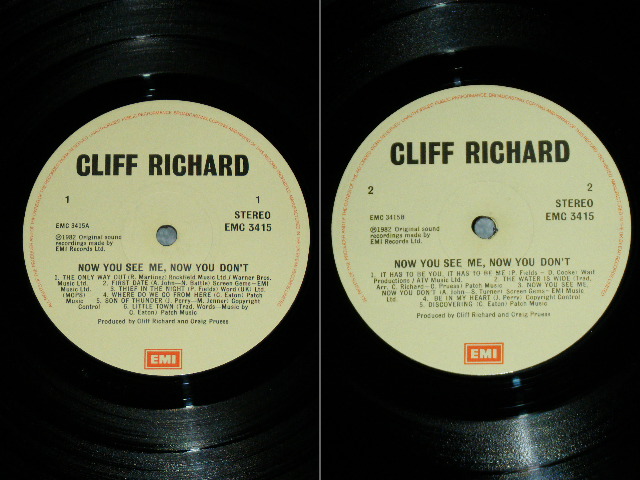 CLIFF RICHARD
1 1
STEREO
EMC 3415A EMC 3415
℗1982 Original sound
recordings made by
EMI Records Ltd.
NOW YOU SEE ME, NOW YOU DON'T
1. THE ONLY WAY OUT (R. Martinez) Rockfield Music Ltd./ Warner Bros.
Music Ltd. 2. FIRST DATE (A. John—N. Battle) Screen Gems—EMI
Music Ltd. 3. THIEF IN THE NIGHT (P. Fields) Word (UK) Ltd.
(MCPS) 4. WHERE DO WE GO FROM HERE (C. Eaton) Patch
Music 5. SON OF THUNDER (J. Perry—M. Joiner) Copyright
Control) 6. LITTLE TOWN (Trad. Words—Music by
C. Eaton) Patch Music
Produced by Cliff Richard and Craig Pruess
EMI
CLIFF RICHARD
2 2
STEREO
EMC 3415B EMC 3415
℗1982 Original sound
recordings made by
EMI Records Ltd.
NOW YOU SEE ME, NOW YOU DON'T
1. IT HAS TO BE YOU, IT HAS TO BE ME (P. Fields - D. Cooke)
Productions / ATV Music Ltd. 2. THE WATER IS WIDE (Trad.
Arr. C. Richard - C. Pruess) Patch Music 3. NOW YOU SEE ME,
NOW YOU DON'T (A. John - B. Turner) Screen Gems - EMI Music
Ltd. 4. BE IN MY HEART (J. Perry) Copyright Control
5. DISCOVERING (C. Eaton) Patch Music
Produced by Cliff Richard and Craig Pruess
EMI